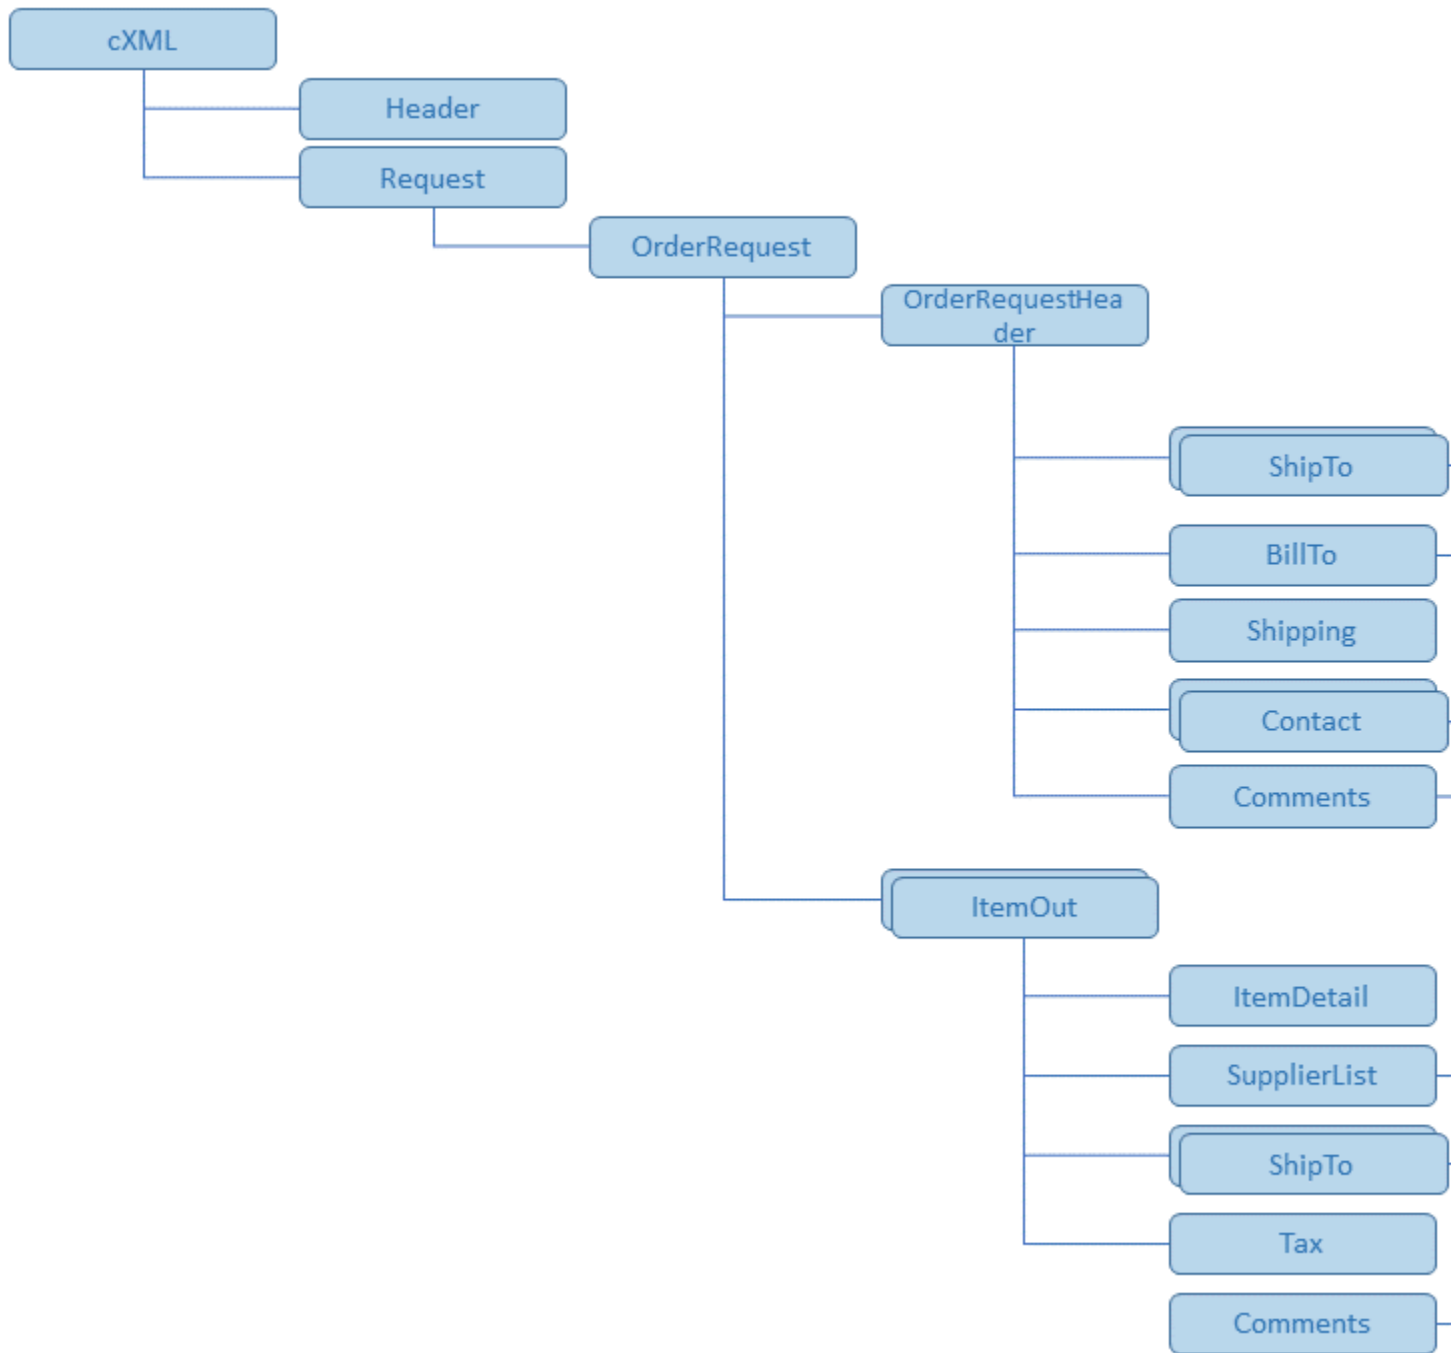 cXML
Header
Request
OrderRequest
OrderRequestHea
der
ShipTo
BillTo
Shipping
Contact
Comments
ItemOut
ItemDetail
SupplierList
ShipTo
Tax
Comments